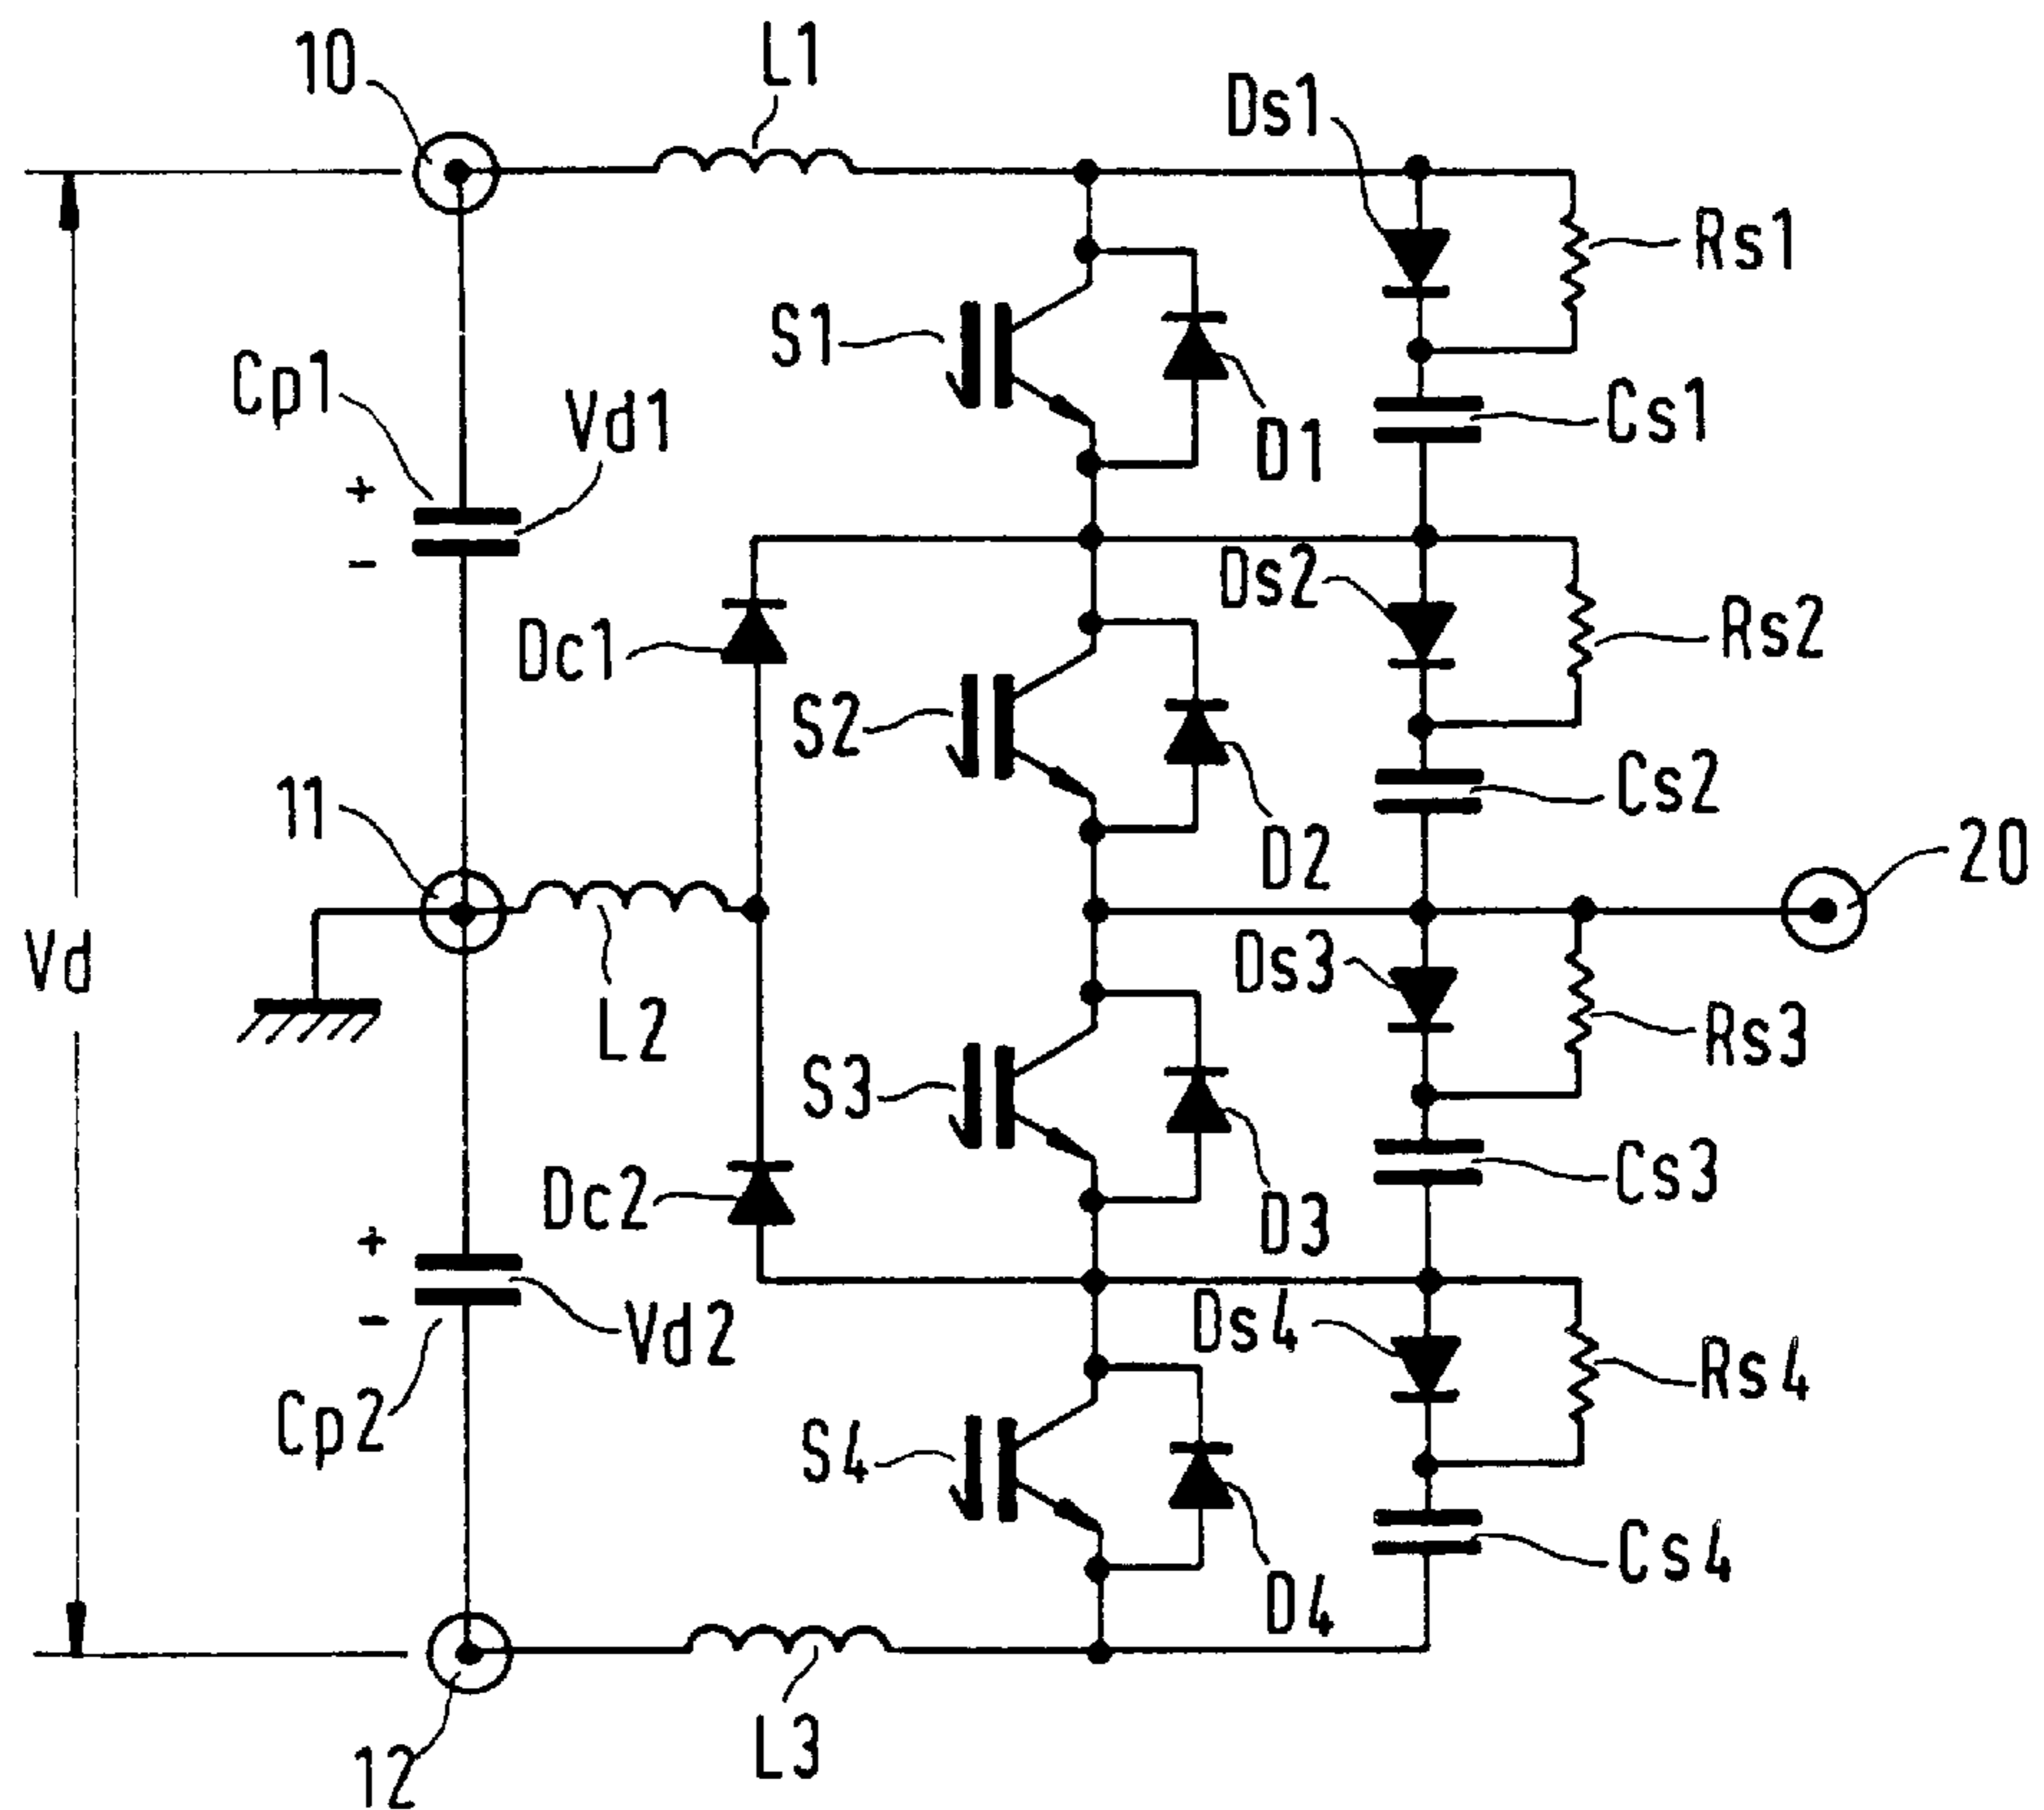 L1
10
Ds1
Rs1
S1
Cp1
Vd1
Cs1
D1
+
-
Ds2
Dc1
Rs2
S2
11
Cs2
D2
20
Vd
Ds3
L2
Rs3
S3
Dc2
Cs3
D3
+
-
Ds4
Vd2
Rs4
Cp2
S4
Cs4
D4
L3
12